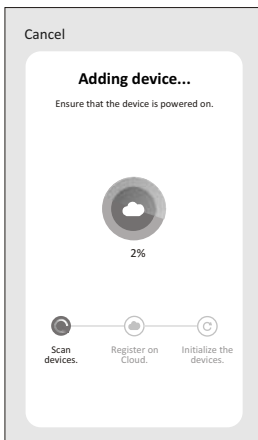 Cancel
Adding device...
Ensure that the device is powered on.
2%
Scan
devices.
Register on
Cloud.
Initialize the
devices.